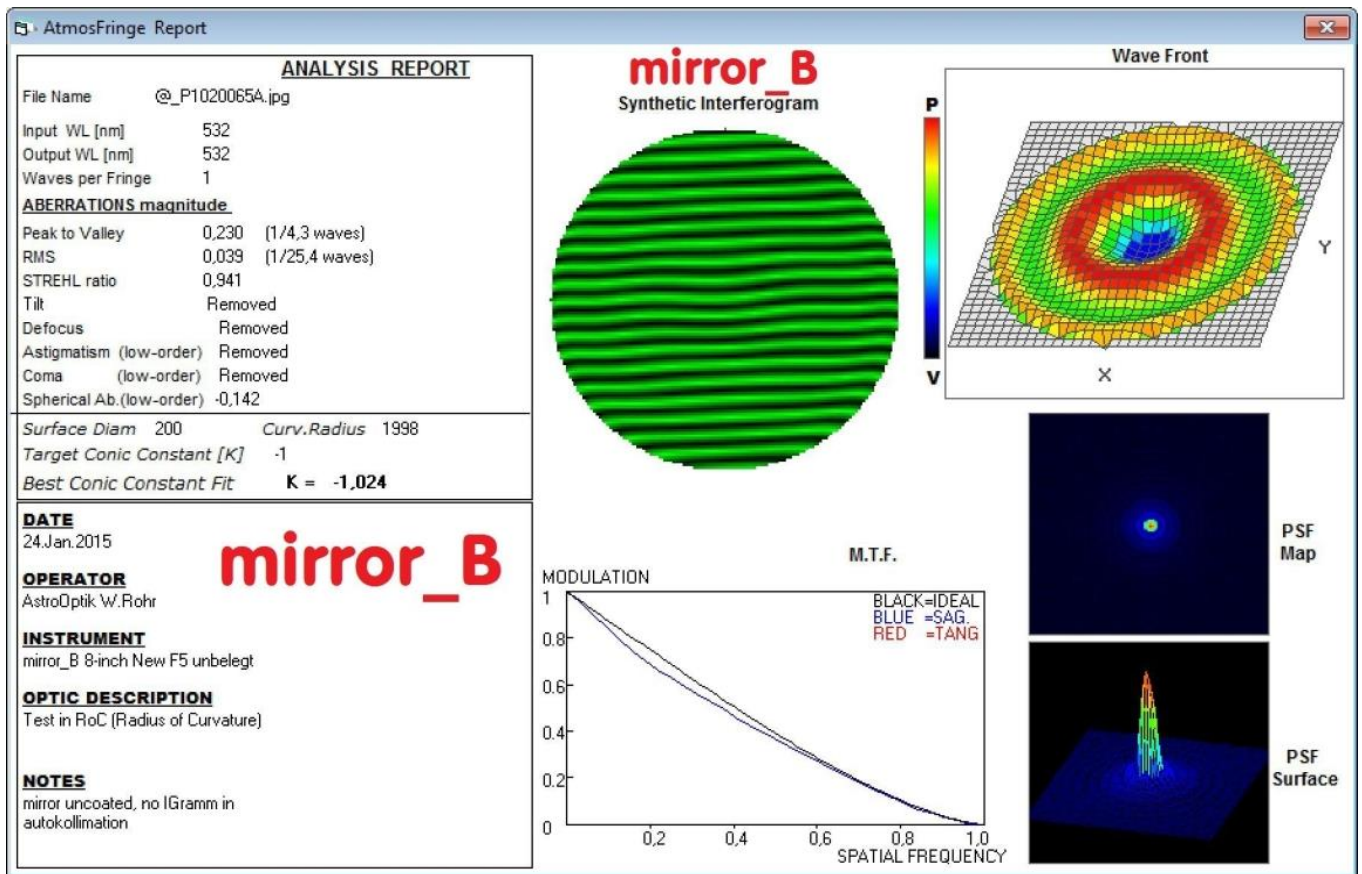 AtmosFringe Report
ANALYSIS REPORT
File Name @_P1020065A.jpg
Input WL [nm] 532
Output WL [nm] 532
Waves per Fringe 1
ABERRATIONS magnitude
Peak to Valley 0,230 (1/4,3 waves)
RMS 0,039 (1/25,4 waves)
STREHL ratio 0,941
Tilt Removed
Defocus Removed
Astigmatism (low-order) Removed
Coma (low-order) Removed
Spherical Ab.(low-order) -0,142
Surface Diam 200 Curv.Radius 1998
Target Conic Constant [K] -1
Best Conic Constant Fit K = -1,024
DATE
24.Jan.2015
OPERATOR
AstroOptik W.Rohr
INSTRUMENT
mirror_B 8-inch New F5 unbelegt
OPTIC DESCRIPTION
Test in RoC (Radius of Curvature)
NOTES
mirror uncoated, no IGramm in
autokollimation
mirror_B
mirror_B
Synthetic Interferogram
Wave Front
P
V
X
Y
M.T.F.
MODULATION
BLACK=IDEAL
BLUE =SAG.
RED =TANG
1
0.8
0.6
0.4
0.2
0
0,2 0,4 0,6 0,8 1,0
SPATIAL FREQUENCY
PSF
Map
PSF
Surface